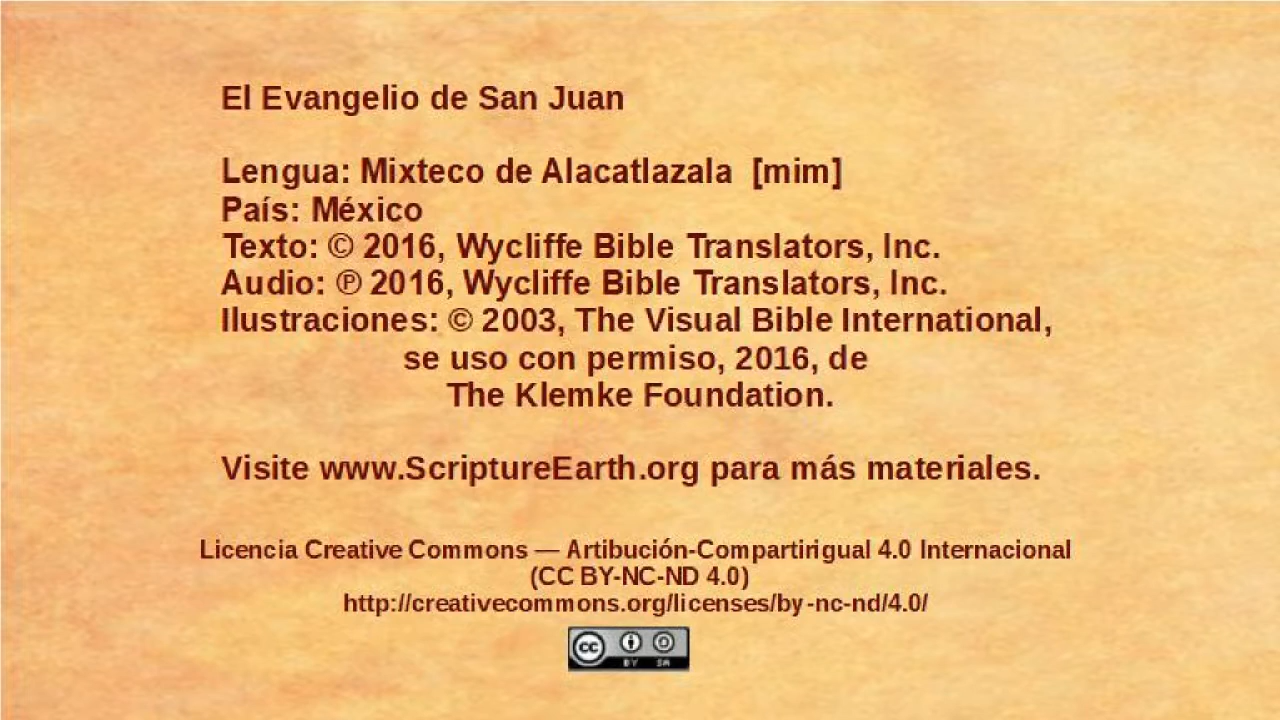 El Evangelio de San Juan
Lengua: Mixteco de Alacatlazala [mim]
País: México
Texto: © 2016, Wycliffe Bible Translators, Inc.
Audio: ℗ 2016, Wycliffe Bible Translators, Inc.
Ilustraciones: © 2003, The Visual Bible International,
se uso con permiso, 2016, de
The Klemke Foundation.
Visite www.ScriptureEarth.org para más materiales.
Licencia Creative Commons — Artibución-Compartirigual 4.0 Internacional
(CC BY-NC-ND 4.0)
http://creativecommons.org/licenses/by-nc-nd/4.0/
cc BY SA